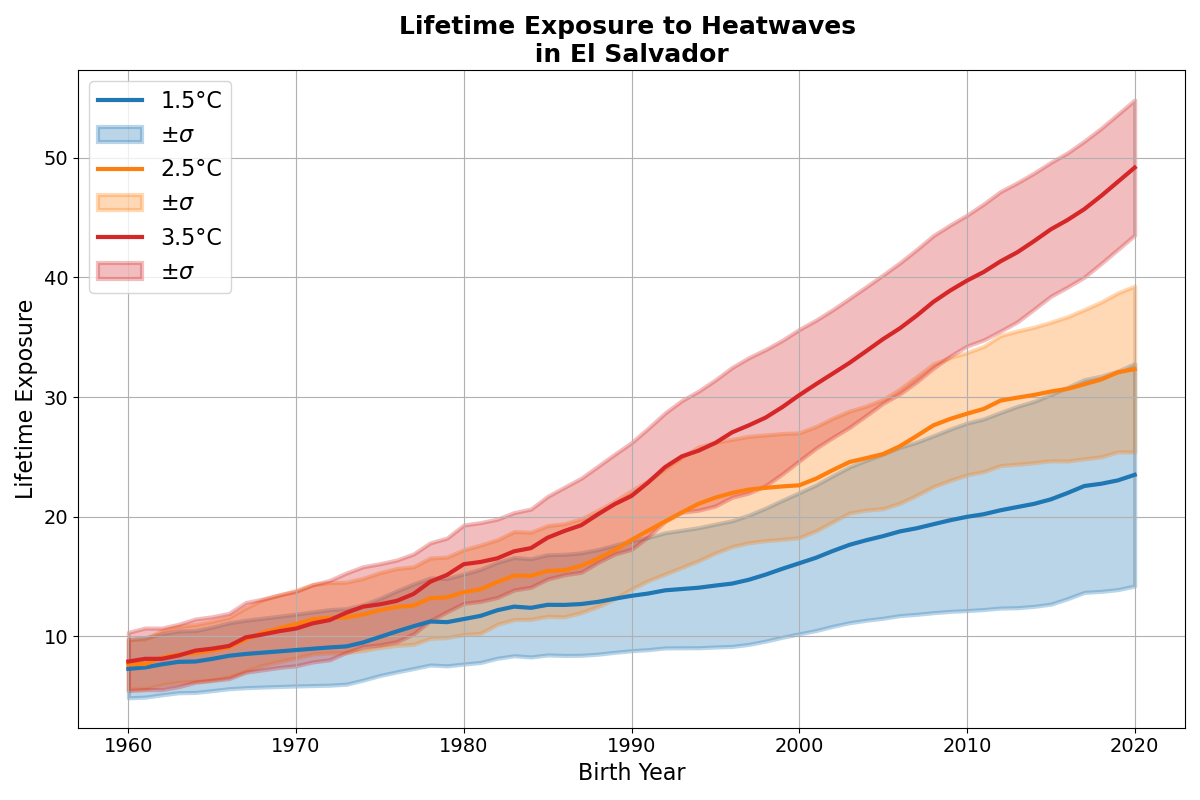 Lifetime Exposure to Heatwaves
in El Salvador
1.5°C
±σ
2.5°C
±σ
3.5°C
±σ
Lifetime Exposure
50
40
30
20
10
1960
1970
1980
1990
2000
2010
2020
Birth Year